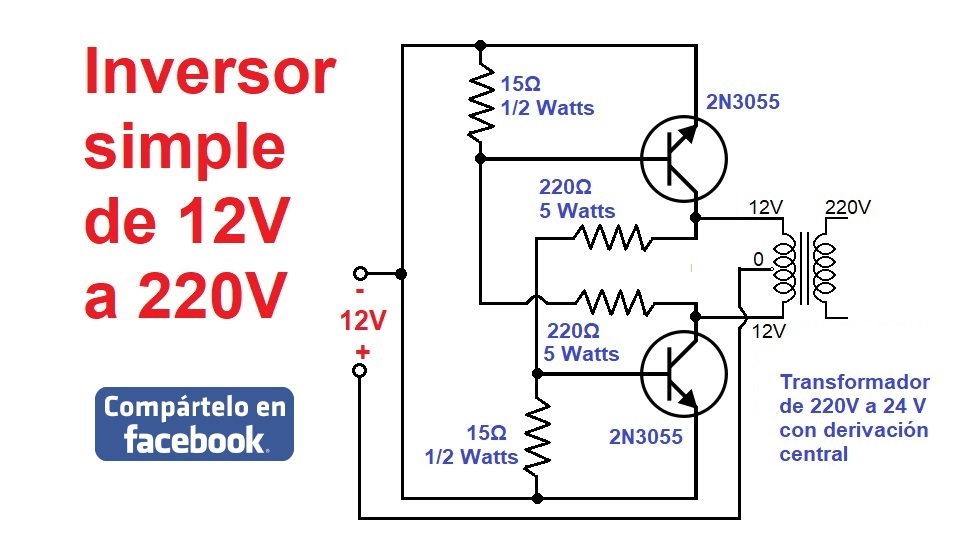 Inversor
simple
de 12V
a 220V
Compártelo en
facebook.
-
12V
+
15Ω
1/2 Watts
2N3055
220Ω
5 Watts
12V
220V
0
12V
220Ω
5 Watts
15Ω
1/2 Watts
2N3055
Transformador
de 220V a 24 V
con derivación
central